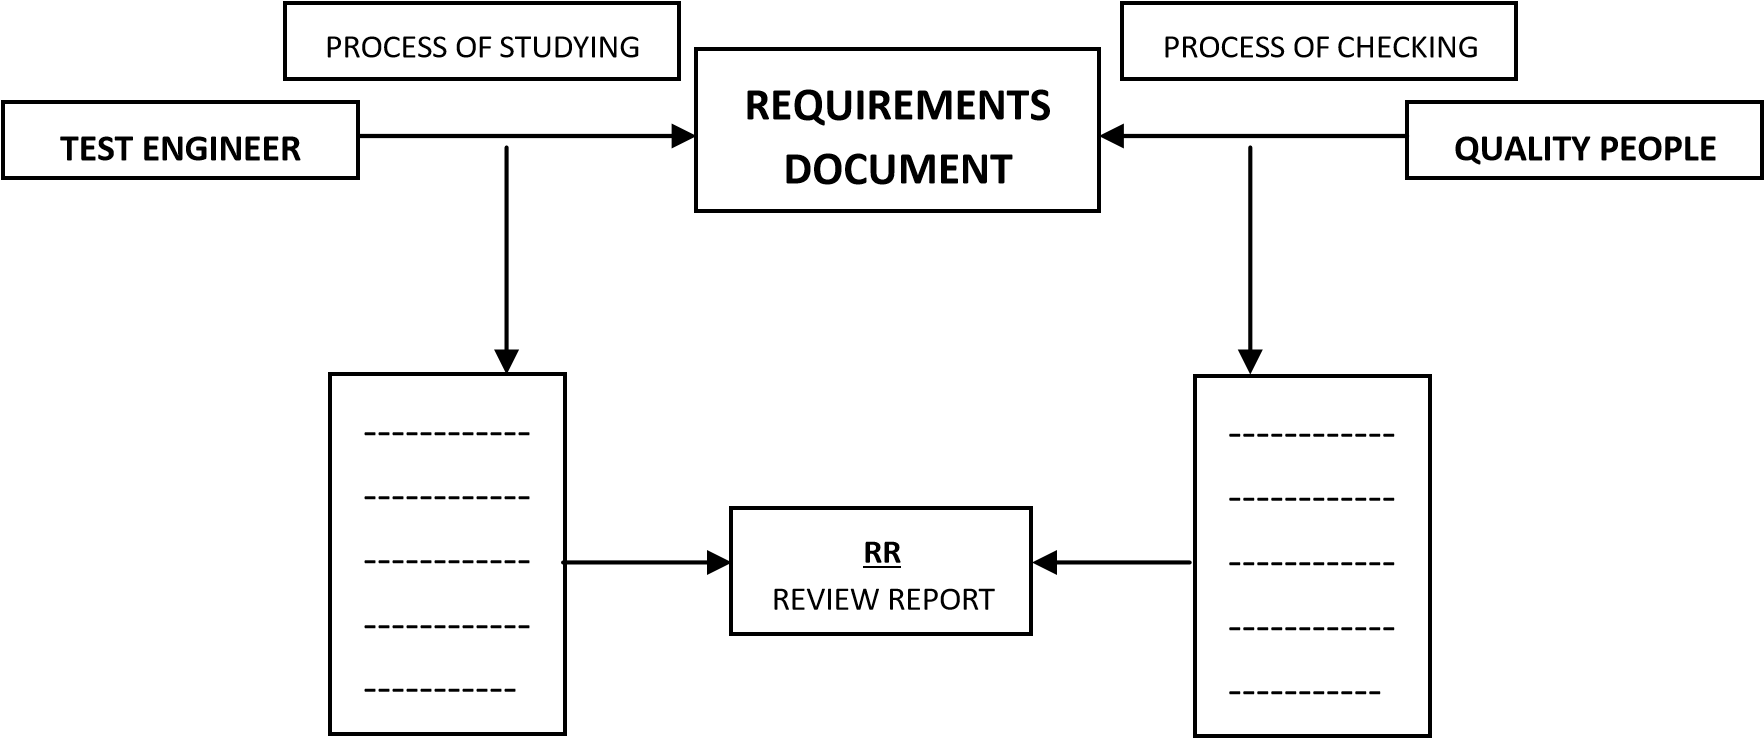 PROCESS OF STUDYING
PROCESS OF CHECKING
REQUIREMENTS
DOCUMENT
TEST ENGINEER
QUALITY PEOPLE
------------
------------
------------
------------
-----------
------------
------------
------------
------------
-----------
RR
REVIEW REPORT